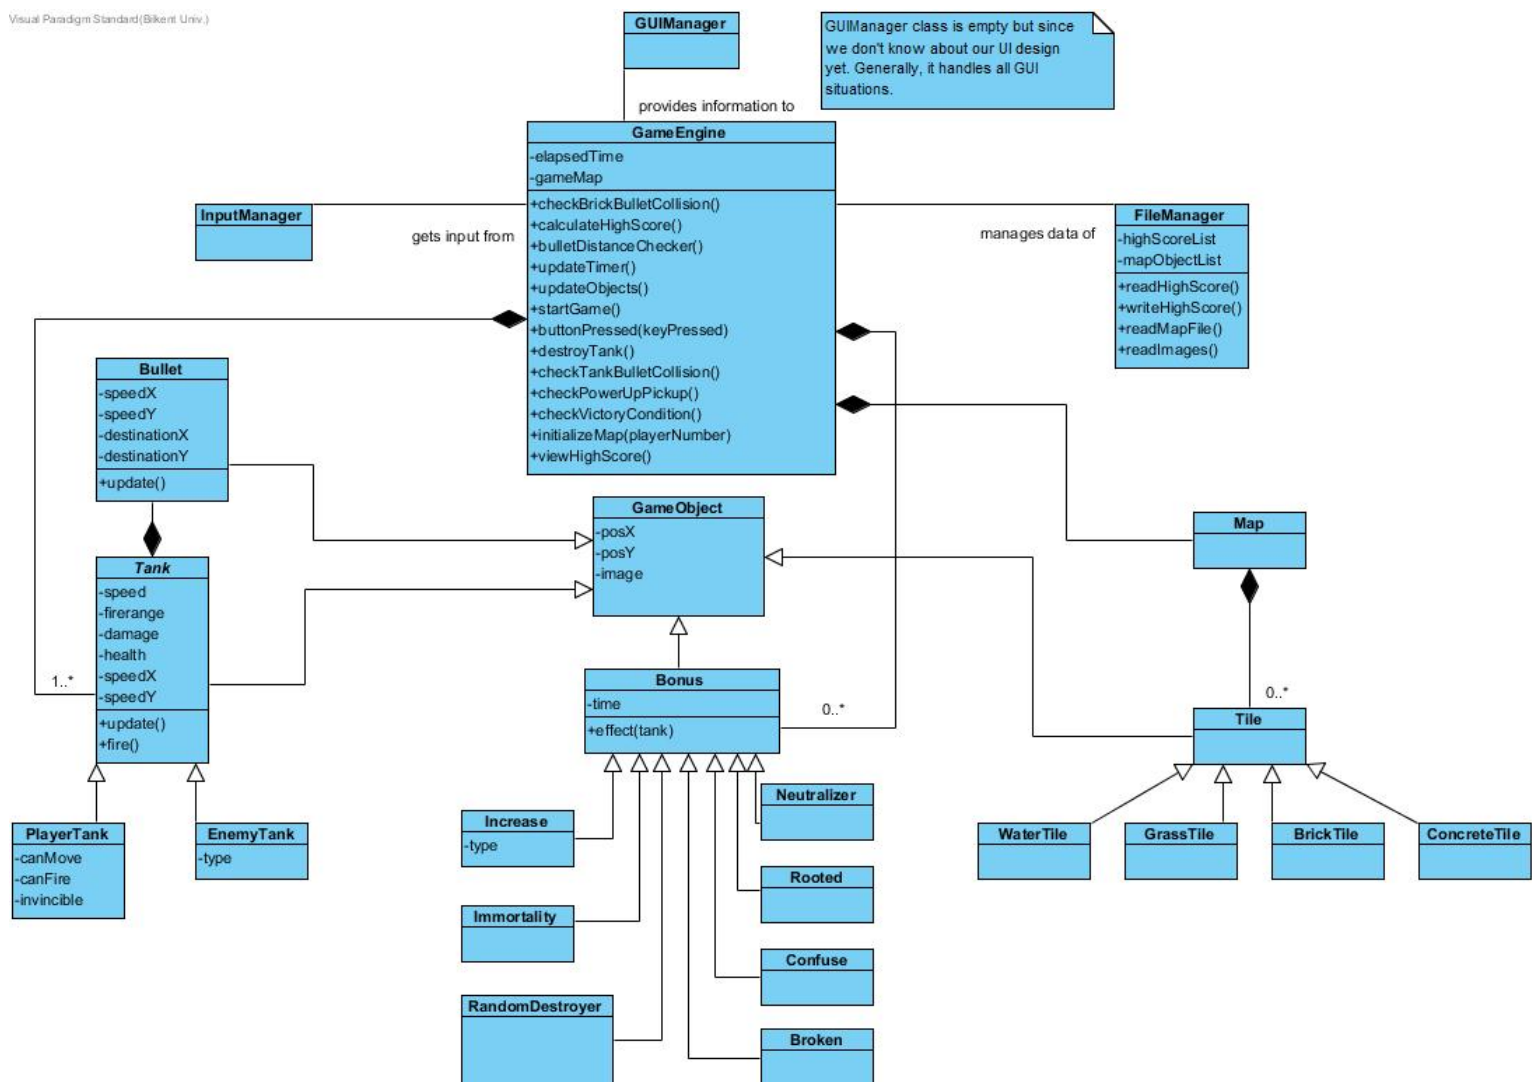 Visual Paradigm Standard(Bilkent Univ.)
GUIManager
GUIManager class is empty but since
we don't know about our UI design
yet. Generally, it handles all GUI
situations.
provides information to
GameEngine
-elapsedTime
-gameMap
+checkBrickBulletCollision()
+calculateHighScore()
+bulletDistanceChecker()
+updateTimer()
+updateObjects()
+startGame()
+buttonPressed(keyPressed)
+destroyTank()
+checkTankBulletCollision()
+checkPowerUpPickup()
+checkVictoryCondition()
+initializeMap(playerNumber)
+viewHighScore()
InputManager
gets input from
manages data of
FileManager
-highScoreList
-mapObjectList
+readHighScore()
+writeHighScore()
+readMapFile()
+readImages()
Bullet
-speedX
-speedY
-destinationX
-destinationY
+update()
GameObject
-posX
-posY
-image
Map
Tank
-speed
-firerange
-damage
-health
-speedX
-speedY
+update()
+fire()
1..*
Bonus
-time
+effect(tank)
0..*
0..*
Tile
PlayerTank
-canMove
-canFire
-invincible
EnemyTank
-type
Increase
-type
Immortality
RandomDestroyer
Neutralizer
Rooted
Confuse
Broken
WaterTile
GrassTile
BrickTile
ConcreteTile